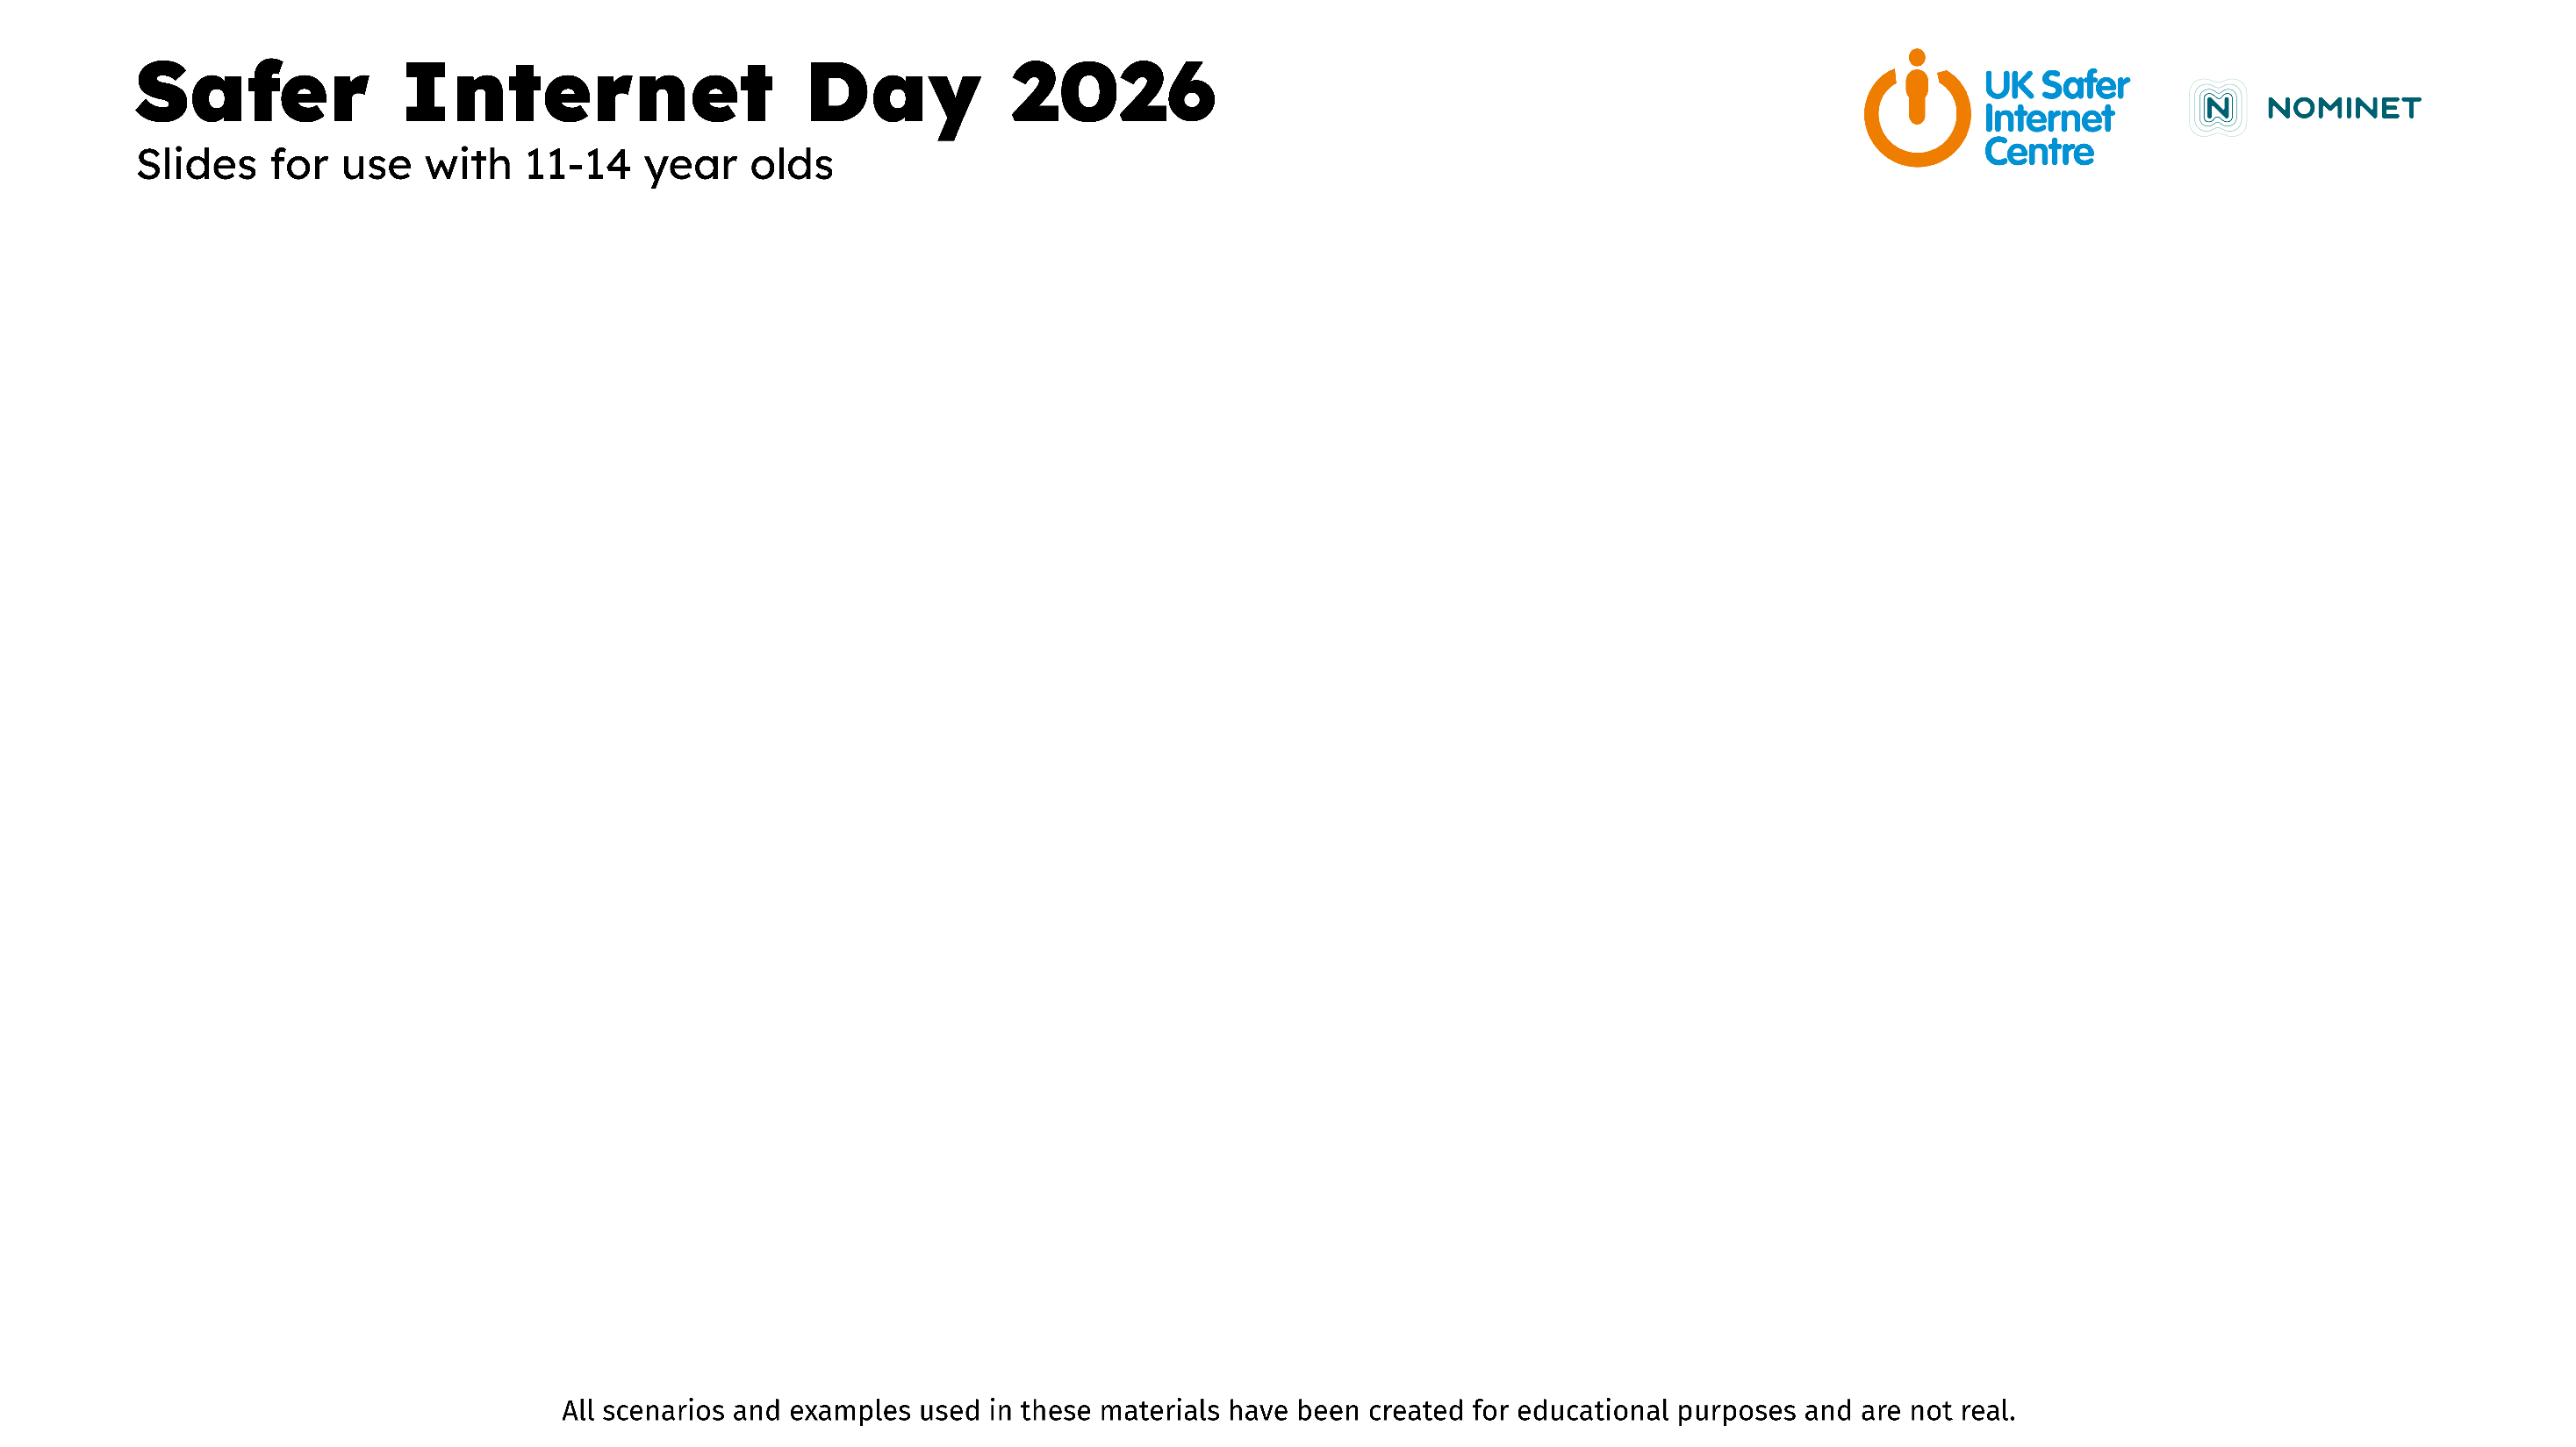 Safer Internet Day 2026
Slides for use with 11-14 year olds
UK Safer
Internet
Centre
N NOMINET
All scenarios and examples used in these materials have been created for educational purposes and are not real.